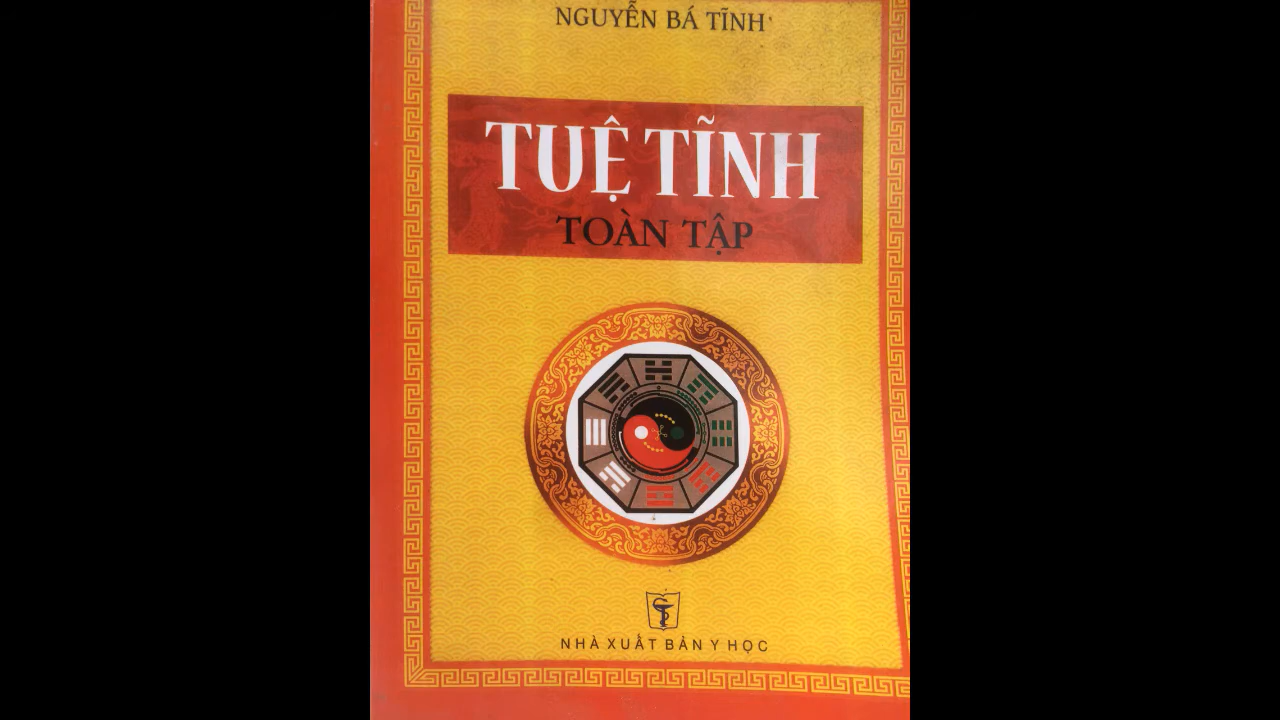 NGUYỄN BÁ TĨNH
TUỆ TĨNH
TOÀN TẬP
NHÀ XUẤT BẢN Y HỌC